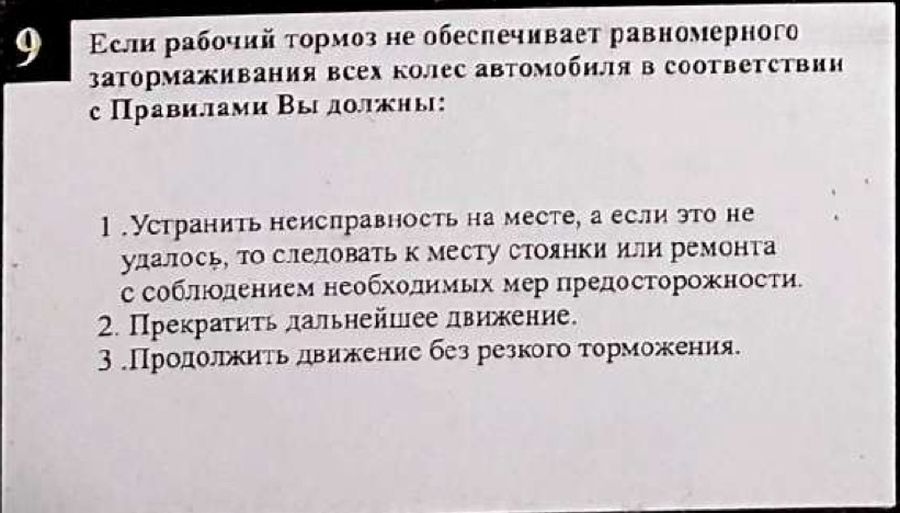 9
Если рабочий тормоз не обеспечивает равномерного
затормаживания всех колес автомобиля в соответствии
с Правилами Вы должны:
1 .Устранить неисправность на месте, а если это не
удалось, то следовать к месту стоянки или ремонта
с соблюдением необходимых мер предосторожности.
2. Прекратить дальнейшее движение.
3 .Продолжить движение без резкого торможения.